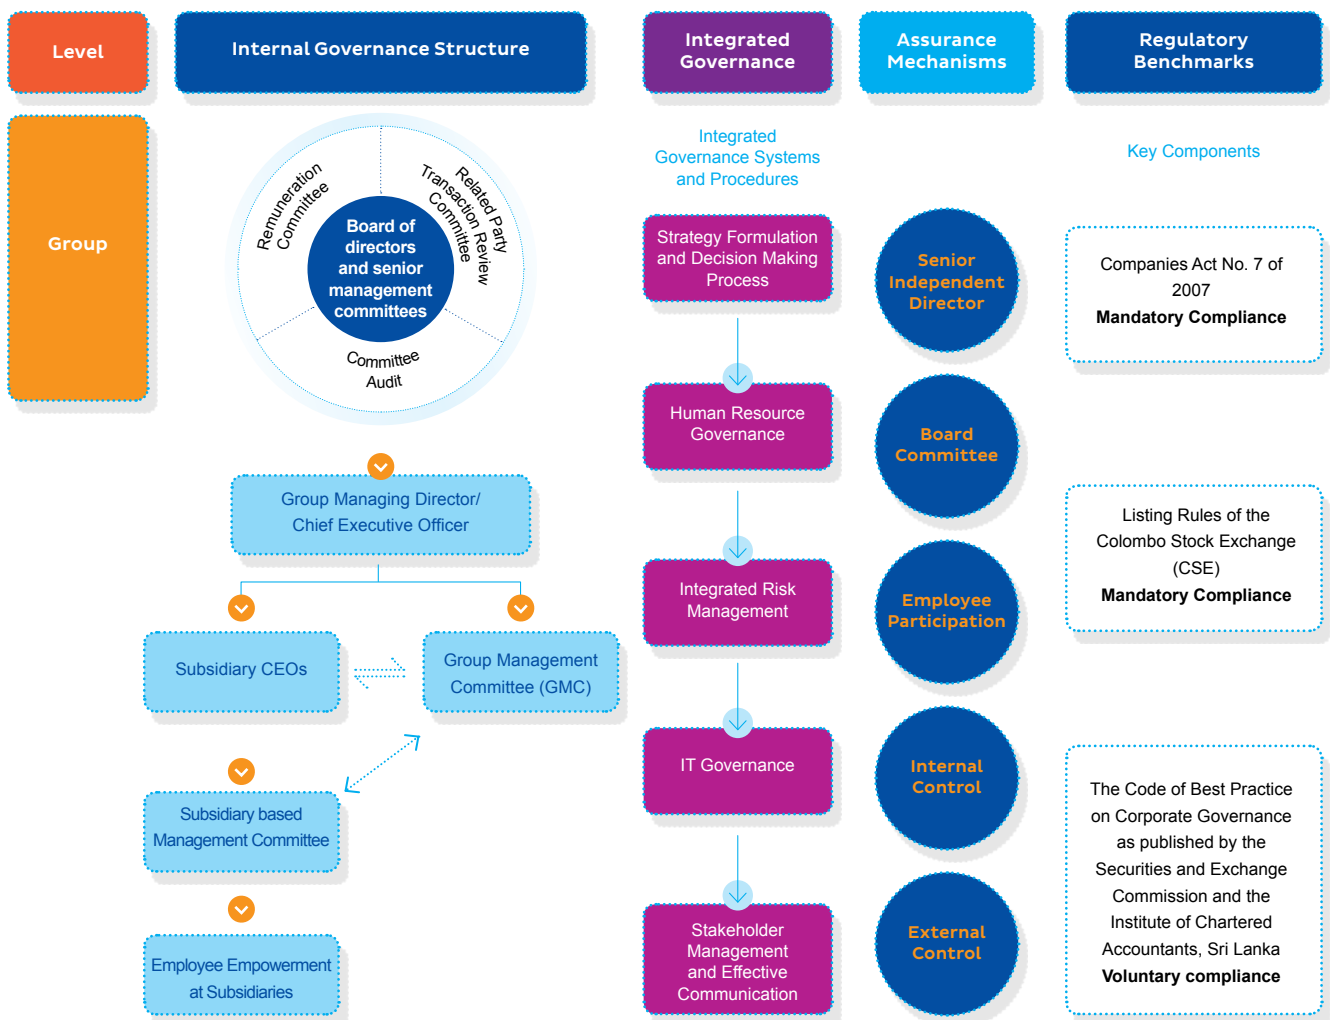 Level
Internal Governance Structure
Integrated
Governance
Assurance
Mechanisms
Regulatory
Benchmarks
Group
Remuneration
Committee
Related Party
Transaction Review
Committee
Board of
directors
and senior
management
committees
Committee
Audit
Group Managing Director/
Chief Executive Officer
Subsidiary CEOs
Group Management
Committee (GMC)
Subsidiary based
Management Committee
Employee Empowerment
at Subsidiaries
Integrated
Governance Systems
and Procedures
Strategy Formulation
and Decision Making
Process
Human Resource
Governance
Integrated Risk
Management
IT Governance
Stakeholder
Management
and Effective
Communication
Senior
Independent
Director
Board
Committee
Employee
Participation
Internal
Control
External
Control
Key Components
Companies Act No. 7 of
2007
Mandatory Compliance
Listing Rules of the
Colombo Stock Exchange
(CSE)
Mandatory Compliance
The Code of Best Practice
on Corporate Governance
as published by the
Securities and Exchange
Commission and the
Institute of Chartered
Accountants, Sri Lanka
Voluntary compliance